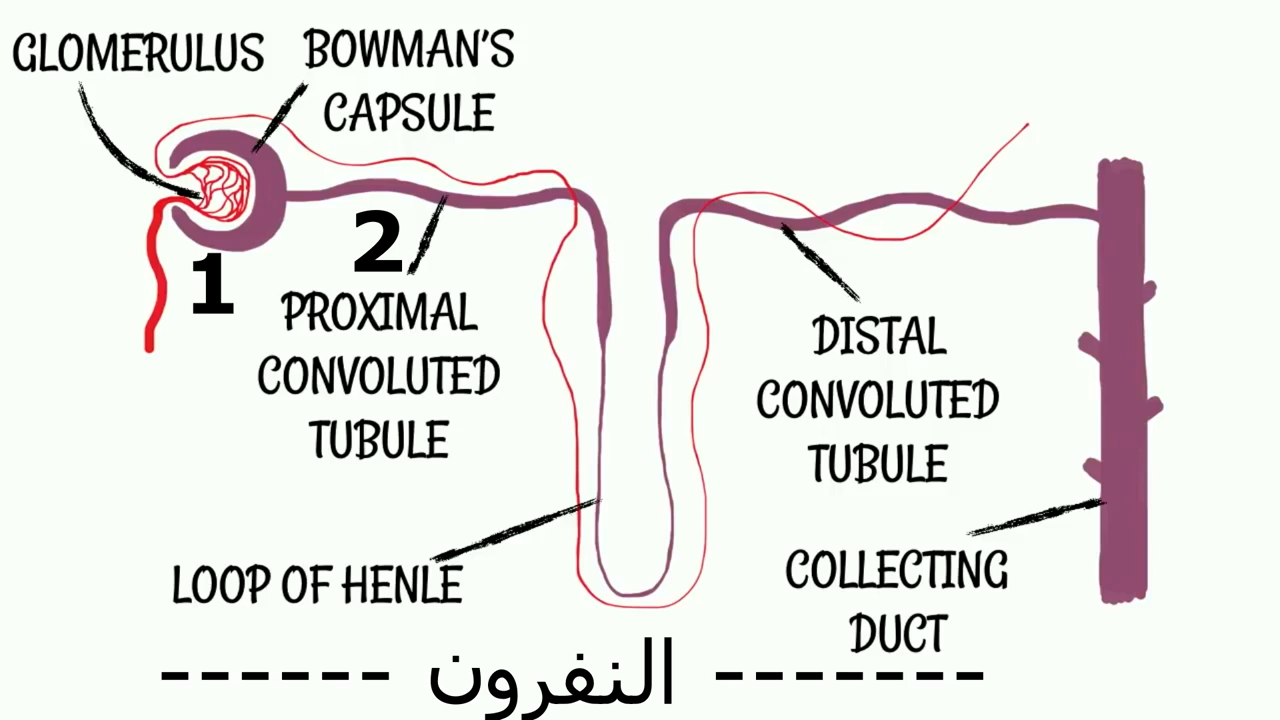 GLOMERULUS
BOWMAN'S
CAPSULE
1
2
PROXIMAL
CONVOLUTED
TUBULE
DISTAL
CONVOLUTED
TUBULE
LOOP OF HENLE
COLLECTING
DUCT
------ النفرون -------